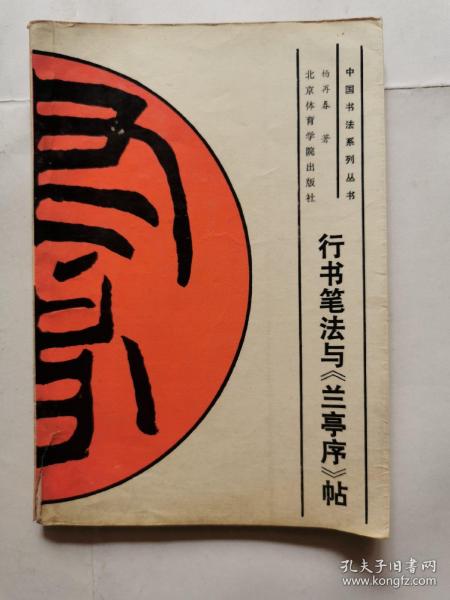 中国书法系列丛书
杨再春 著
北京体育学院出版社
行书笔法与《兰亭序》帖
孔夫子旧书网
www.kongfz.com